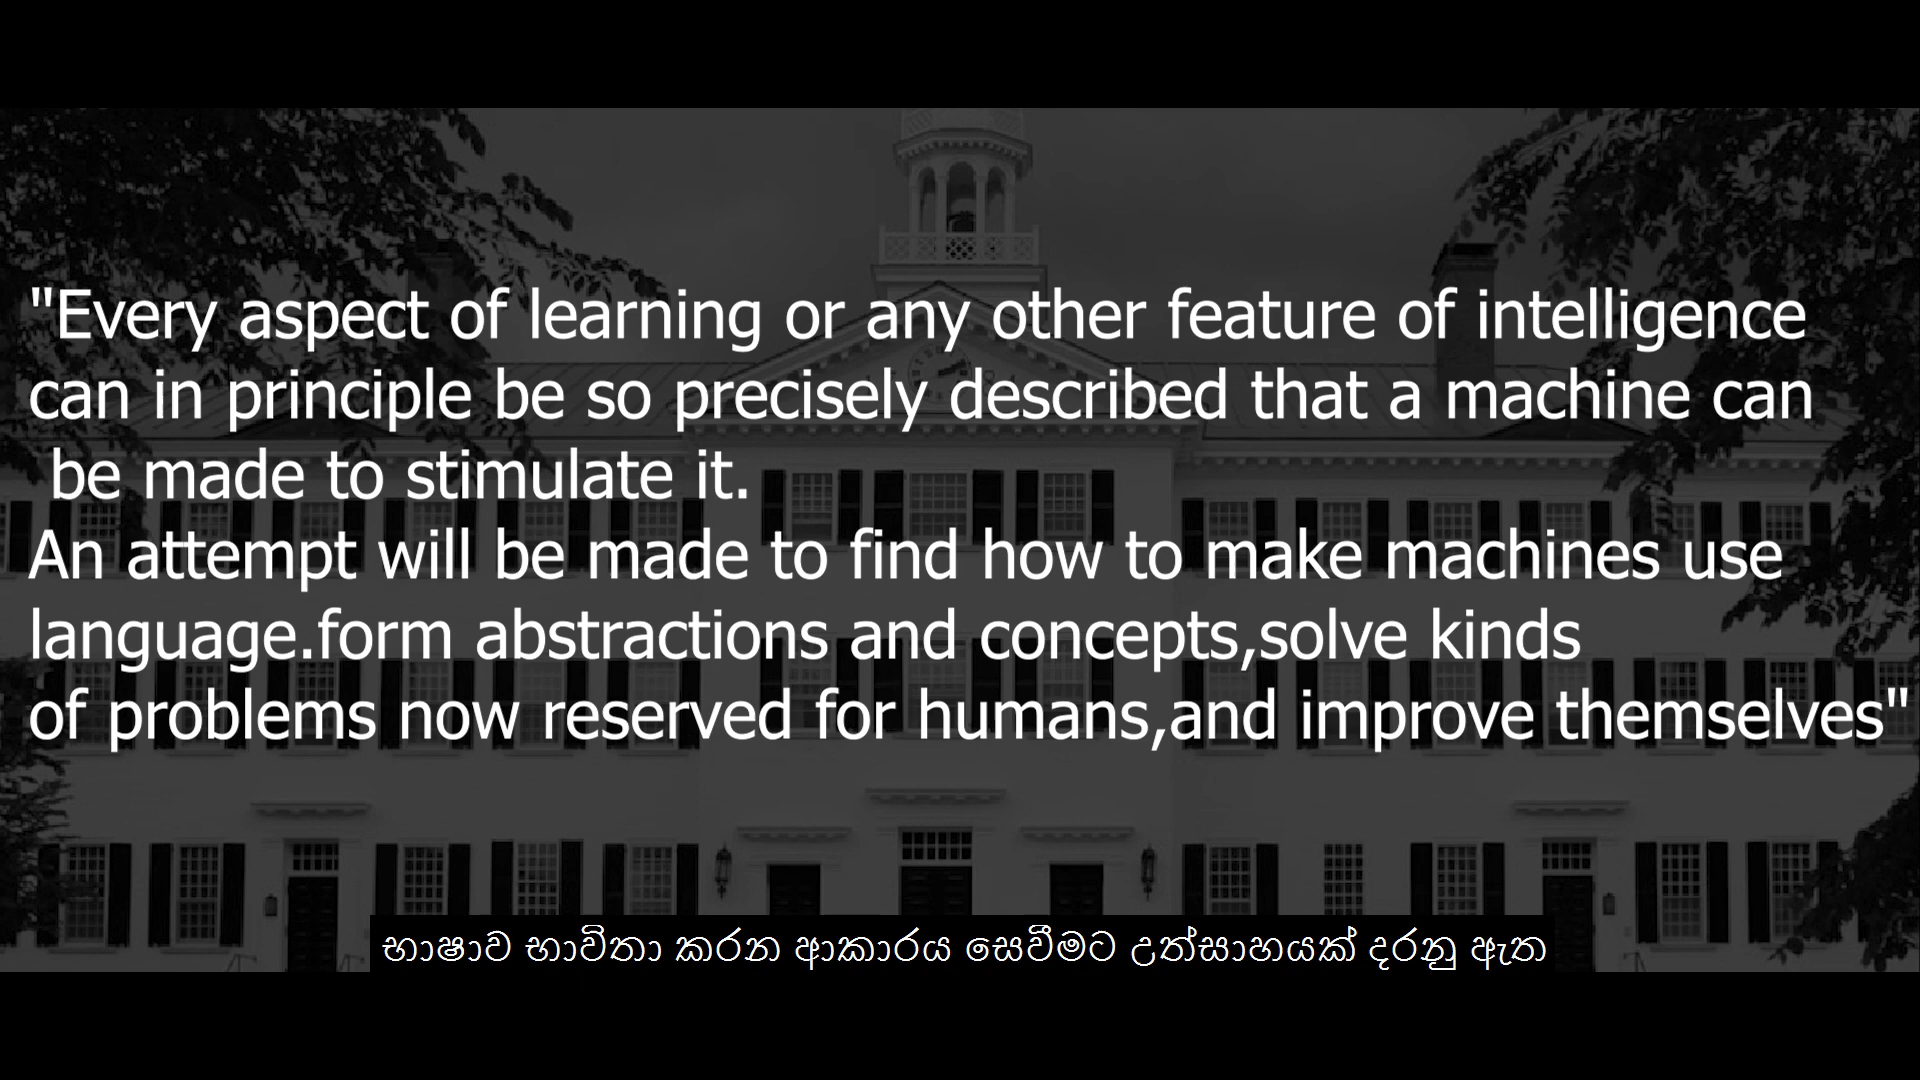 "Every aspect of learning or any other feature of intelligence
can in principle be so precisely described that a machine can
be made to stimulate it.
An attempt will be made to find how to make machines use
language.form abstractions and concepts,solve kinds
of problems now reserved for humans,and improve themselves"
භාෂාව භාවිතා කරන ආකාරය සෙවීමට උත්සාහයක් දරනු ඇත